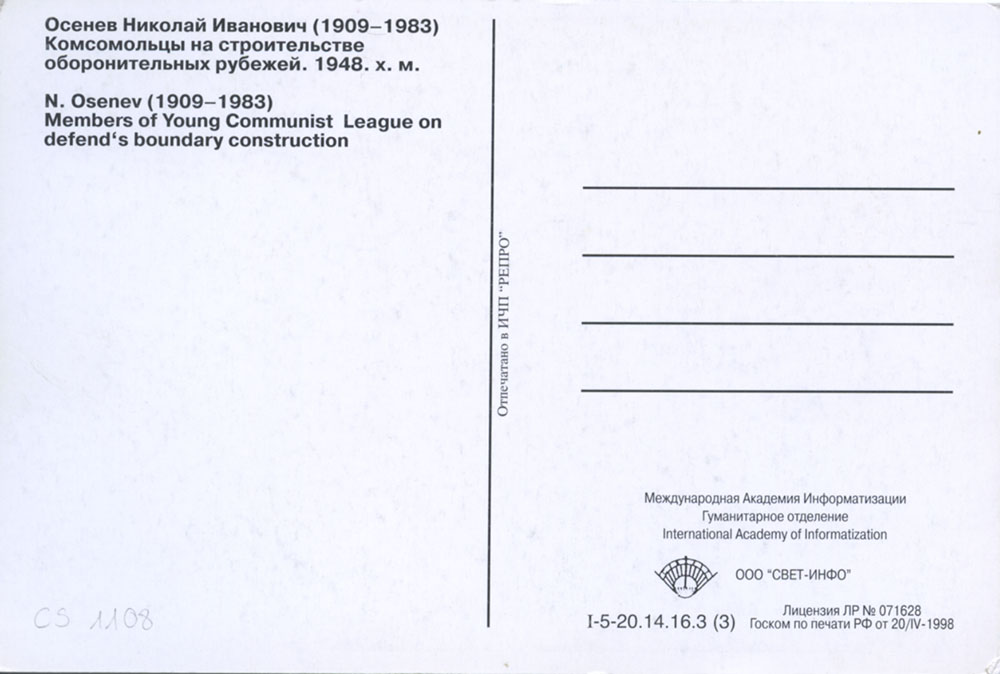 Осенев Николай Иванович (1909–1983)
Комсомольцы на строительстве
оборонительных рубежей. 1948. х. м.
N. Osenev (1909–1983)
Members of Young Communist League on
defend‘s boundary construction
Отпечатано в ИЧП “РЕПРО”
Международная Академия Информатизации
Гуманитарное отделение
International Academy of Informatization
ООО "СВЕТ-ИНФО"
I-5-20.14.16.3 (3)
Лицензия ЛР № 071628
Госком по печати РФ от 20/IV-1998
CS 1108